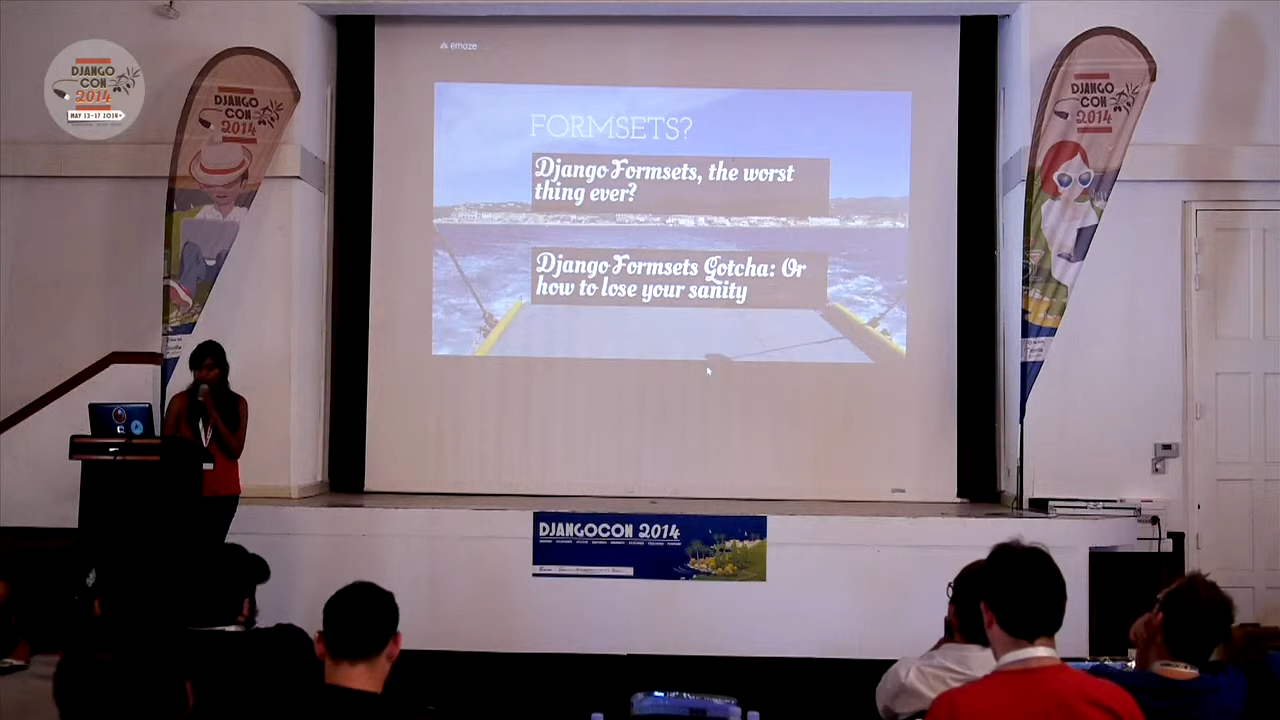 DJANGO
CON
2014
MAY 13-17 2014
DJANGO
CON
2014
emoze
FORMSETS?
Django Formsets, the worst
thing ever?
Django Formsets Gotcha: Or
how to lose your sanity
DJANGO
CON
2014
DJANGOCON 2014